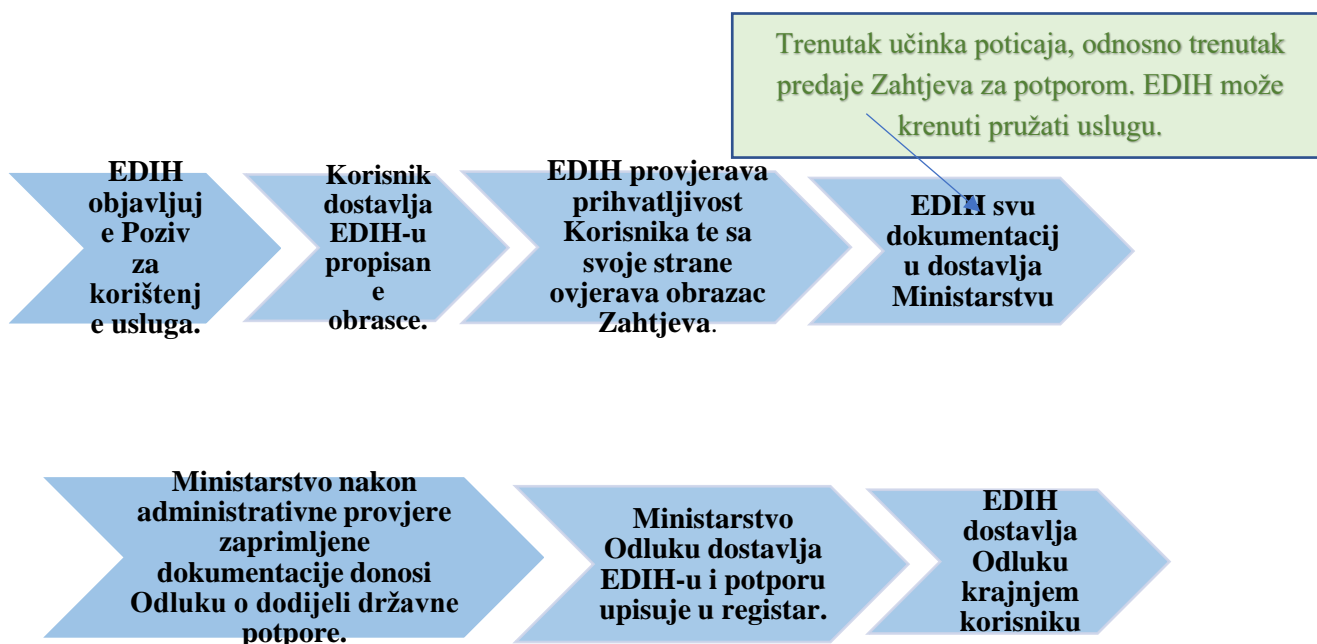 Trenutak učinka poticaja, odnosno trenutak
predaje Zahtjeva za potporom. EDIH može
krenuti pružati uslugu.
EDIH
objavljuj
e Poziv
za
korištenj
e usluga.
Korisnik
dostavlja
EDIH-u
propisan
e
obrasce.
EDIH provjerava
prihvatljivost
Korisnika te sa
svoje strane
ovjerava obrazac
Zahtjeva.
EDIH svu
dokumentacij
u dostavlja
Ministarstvu
Ministarstvo nakon
administrativne provjere
zaprimljene
dokumentacije donosi
Odluku o dodijeli državne
potpore.
Ministarstvo
Odluku dostavlja
EDIH-u i potporu
upisuje u registar.
EDIH
dostavlja
Odluku
krajnjem
korisniku